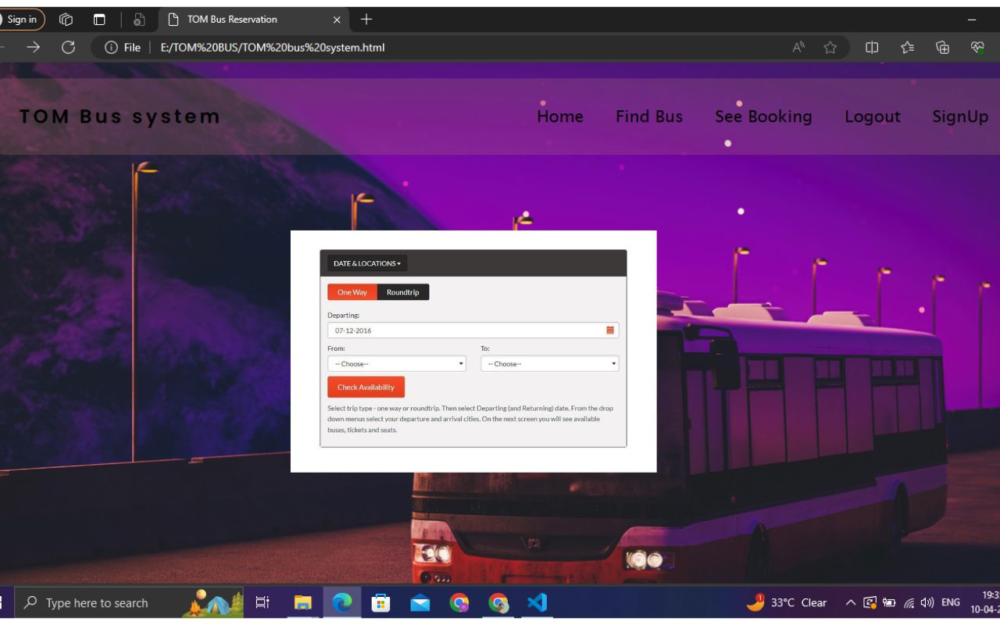 Sign in
TOM Bus Reservation
File
E:/TOM%20BUS/TOM%20bus%20system.html
TOM Bus system
Home Find Bus See Booking Logout SignUp
DATE & LOCATIONS
One Way Roundtrip
Departing:
07-12-2016
From: To:
-- Choose-- -- Choose--
Check Availability
Select trip type - one way or roundtrip. Then select Departing (and Returning) date. From the drop
down menus select your departure and arrival cities. On the next screen you will see available
buses, tickets and seats.
Type here to search
1
33°C Clear
ENG
19:3
10-04-2